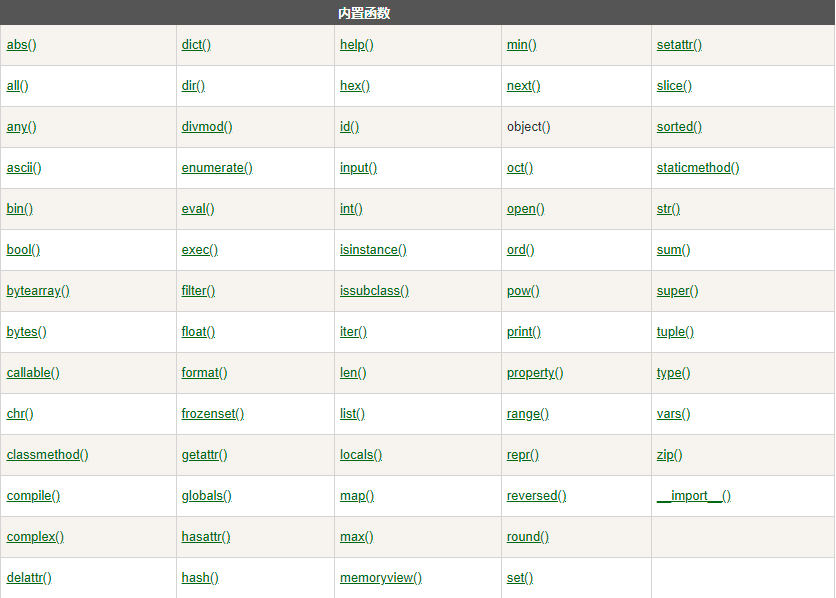 内置函数
abs() dict() help() min() setattr()
all() dir() hex() next() slice()
any() divmod() id() object() sorted()
ascii() enumerate() input() oct() staticmethod()
bin() eval() int() open() str()
bool() exec() isinstance() ord() sum()
bytearray() filter() issubclass() pow() super()
bytes() float() iter() print() tuple()
callable() format() len() property() type()
chr() frozenset() list() range() vars()
classmethod() getattr() locals() repr() zip()
compile() globals() map() reversed() __import__()
complex() hasattr() max() round()
delattr() hash() memoryview() set()